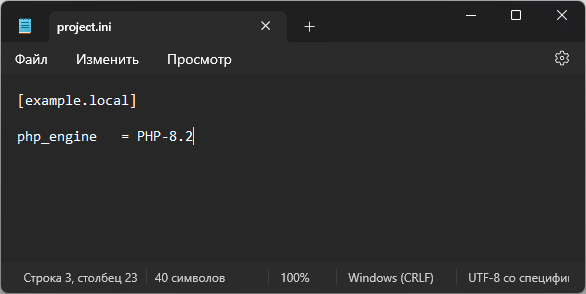 project.ini
Файл Изменить Просмотр
[example.local]
php_engine   = PHP-8.2
Строка 3, столбец 23 40 символов 100% Windows (CRLF) UTF-8 со специфик